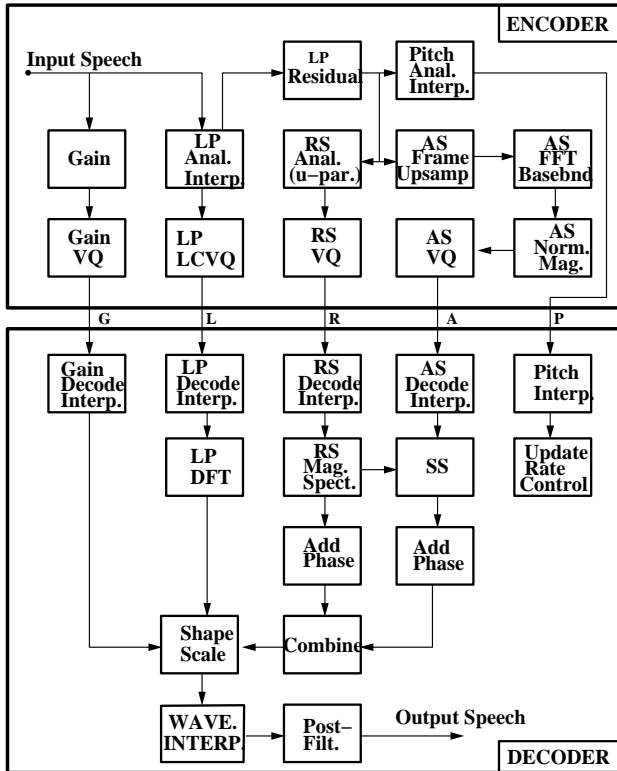 ENCODER
Input Speech
LP
Residual
Pitch
Anal.
Interp.
Gain
LP
Anal.
Interp.
RS
Anal.
(u−par.)
AS
Frame
Upsamp
AS
FFT
Basebnd
Gain
VQ
LP
LCVQ
RS
VQ
AS
VQ
AS
Norm.
Mag.
G
L
R
A
P
Gain
Decode
Interp.
LP
Decode
Interp.
RS
Decode
Interp.
AS
Decode
Interp.
Pitch
Interp.
LP
DFT
RS
Mag.
Spect.
SS
Update
Rate
Control
Add
Phase
Add
Phase
Shape
Scale
Combine
WAVE.
INTERP.
Post−
Filt.
Output Speech
DECODER